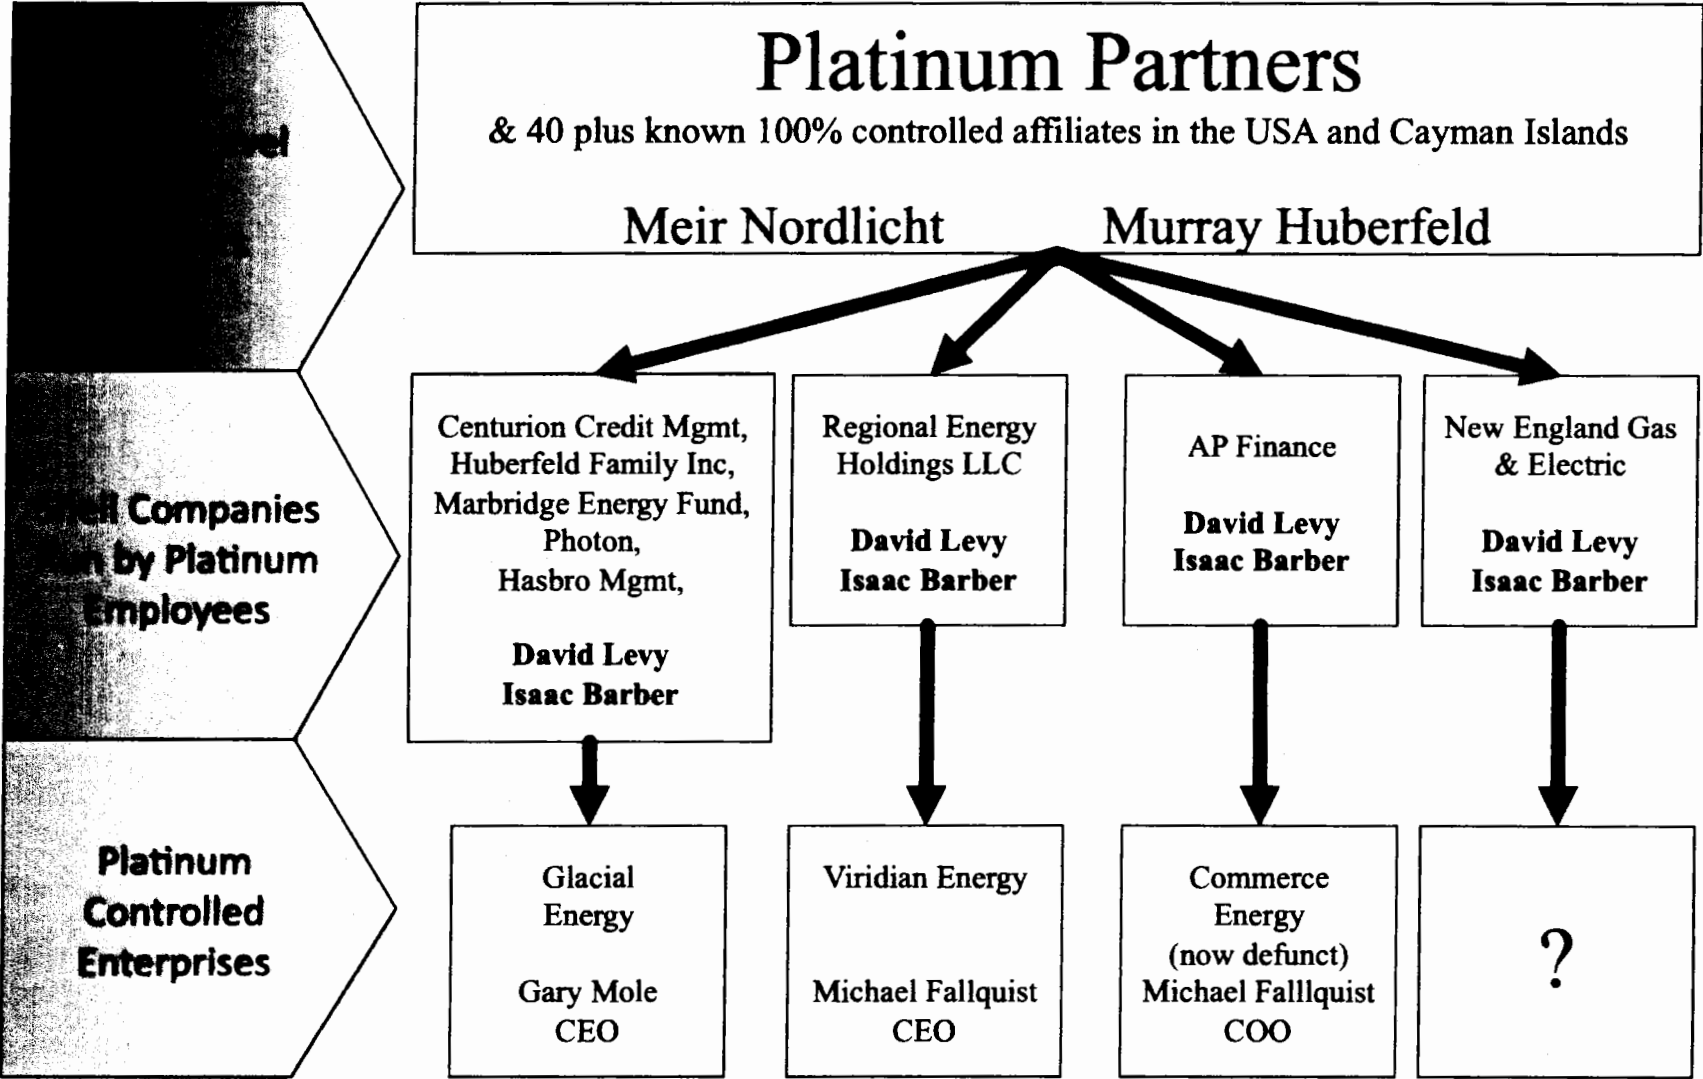 Platinum Partners
& 40 plus known 100% controlled affiliates in the USA and Cayman Islands
Meir Nordlicht Murray Huberfeld
Companies
by Platinum
Employees
Centurion Credit Mgmt,
Huberfeld Family Inc,
Marbridge Energy Fund,
Photon,
Hasbro Mgmt,
David Levy
Isaac Barber
Regional Energy
Holdings LLC
David Levy
Isaac Barber
AP Finance
David Levy
Isaac Barber
New England Gas
& Electric
David Levy
Isaac Barber
Platinum
Controlled
Enterprises
Glacial
Energy
Gary Mole
CEO
Viridian Energy
Michael Fallquist
CEO
Commerce
Energy
(now defunct)
Michael Falllquist
COO
?